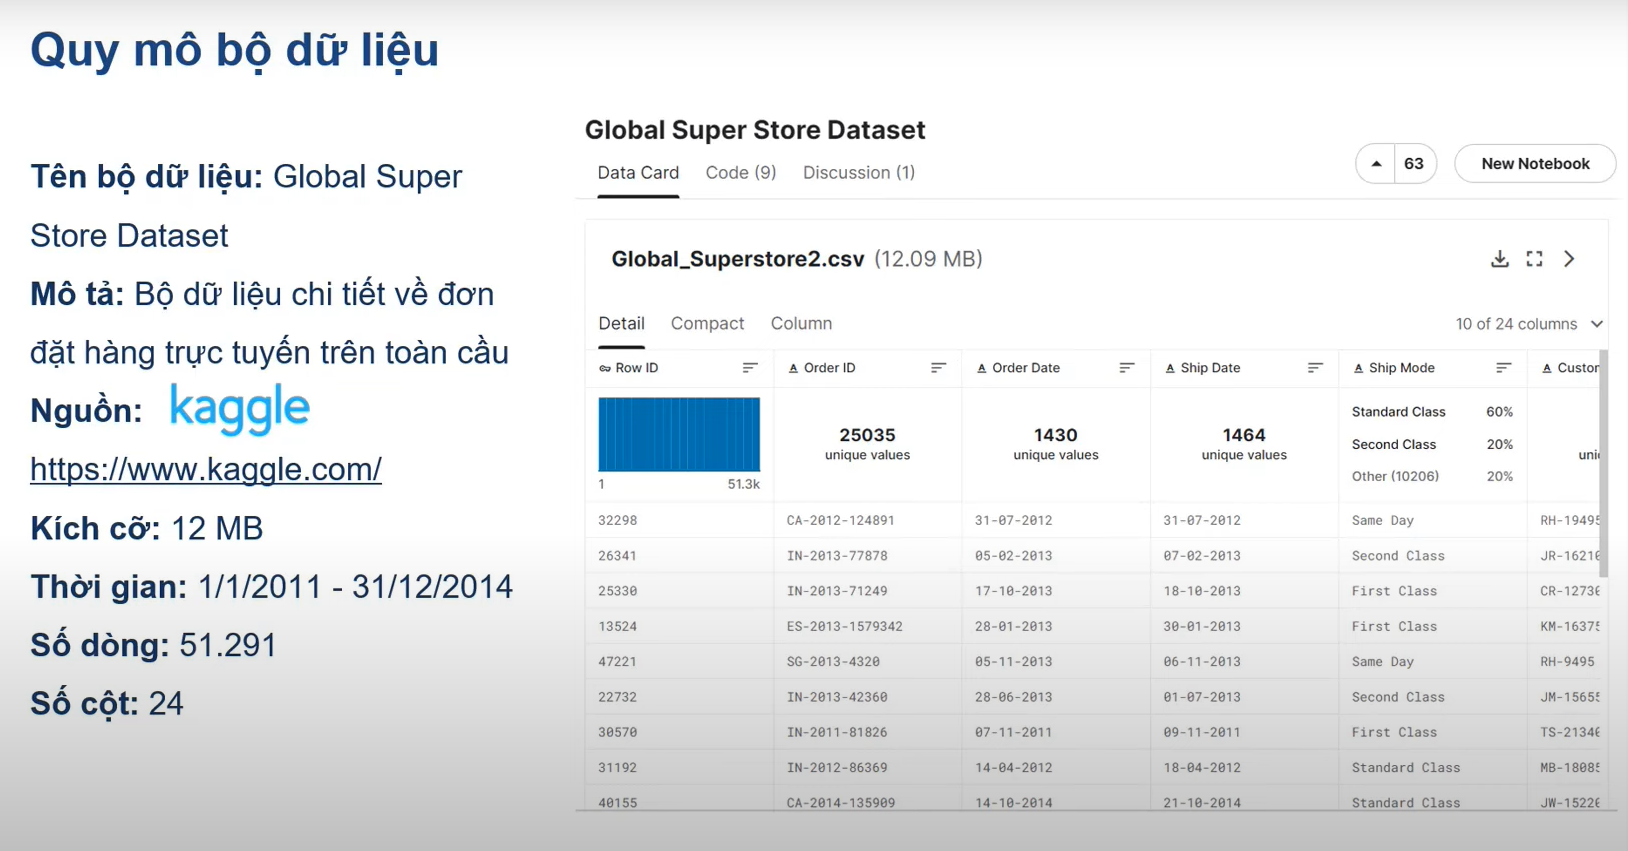 Quy mô bộ dữ liệu
Tên bộ dữ liệu: Global Super
Store Dataset
Mô tả: Bộ dữ liệu chi tiết về đơn
đặt hàng trực tuyến trên toàn cầu
Nguồn: kaggle
https://www.kaggle.com/
Kích cỡ: 12 MB
Thời gian: 1/1/2011 - 31/12/2014
Số dòng: 51.291
Số cột: 24
Global Super Store Dataset
Data Card Code (9) Discussion (1)
63 New Notebook
Global_Superstore2.csv (12.09 MB)
Detail Compact Column
10 of 24 columns
Row ID Order ID Order Date Ship Date Ship Mode Custor
Standard Class 60%
25035 1430 1464
Second Class 20%
unique values unique values unique values uni
Other (10206) 20%
1 51.3k
32298 CA-2012-124891 31-07-2012 31-07-2012 Same Day RH-19495
26341 IN-2013-77878 05-02-2013 07-02-2013 Second Class JR-16210
25330 IN-2013-71249 17-10-2013 18-10-2013 First Class CR-12730
13524 ES-2013-1579342 28-01-2013 30-01-2013 First Class KM-16375
47221 SG-2013-4320 05-11-2013 06-11-2013 Same Day RH-9495
22732 IN-2013-42360 28-06-2013 01-07-2013 Second Class JM-15655
30570 IN-2011-81826 07-11-2011 09-11-2011 First Class TS-21340
31192 IN-2012-86369 14-04-2012 18-04-2012 Standard Class MB-18085
40155 CA-2014-135909 14-10-2014 21-10-2014 Standard Class JW-15220